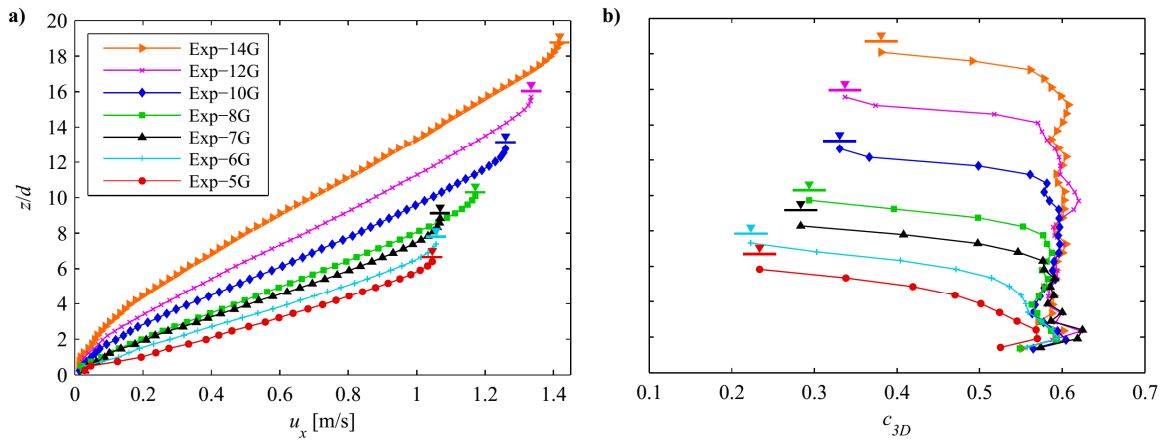 a)
20
18
16
14
12
10
8
6
4
2
0
z/d
Exp−14G
Exp−12G
Exp−10G
Exp−8G
Exp−7G
Exp−6G
Exp−5G
0 0.2 0.4 0.6 0.8 1 1.2 1.4
u_x [m/s]
b)
0.1 0.2 0.3 0.4 0.5 0.6 0.7
c_3D